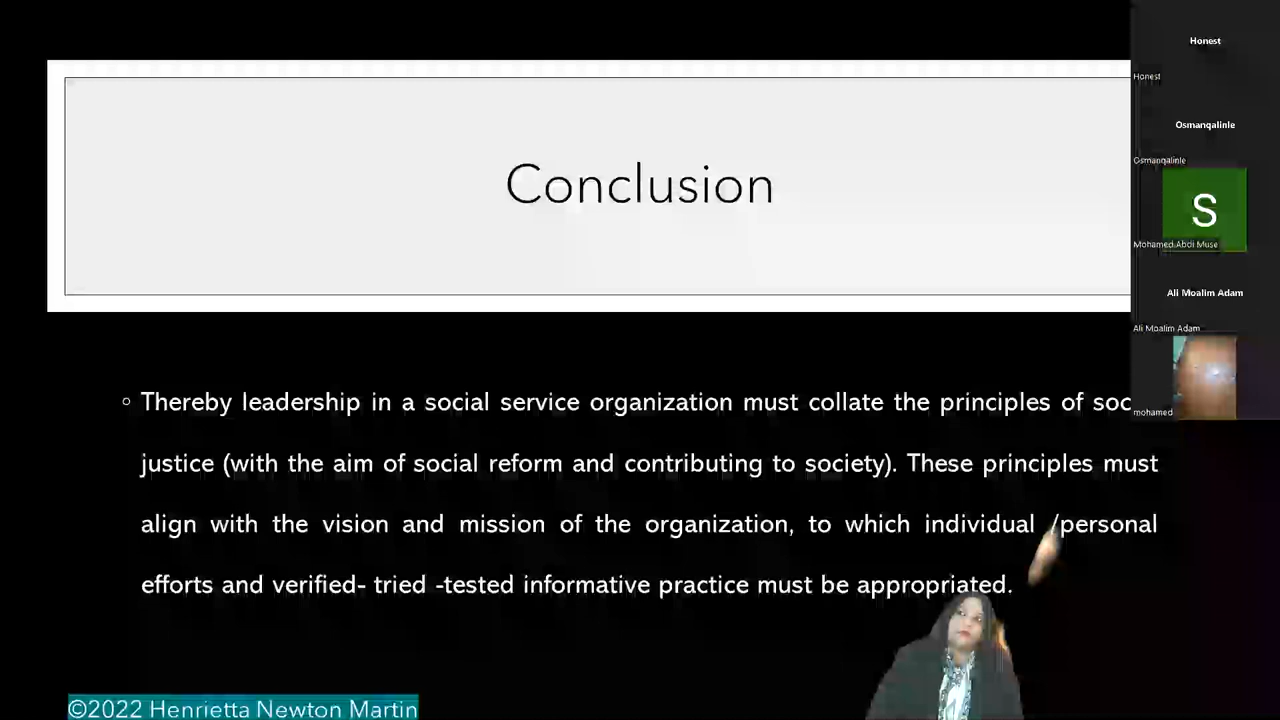 Conclusion
Thereby leadership in a social service organization must collate the principles of soc
justice (with the aim of social reform and contributing to society). These principles must
align with the vision and mission of the organization, to which individual /personal
efforts and verified- tried -tested informative practice must be appropriated.
©2022 Henrietta Newton Martin
Honest
Honest
Osmanqalinle
Osmanqalinle
S
Mohamed Abdi Muse
Ali Moalim Adam
Ali Moalim Adam
mohamed